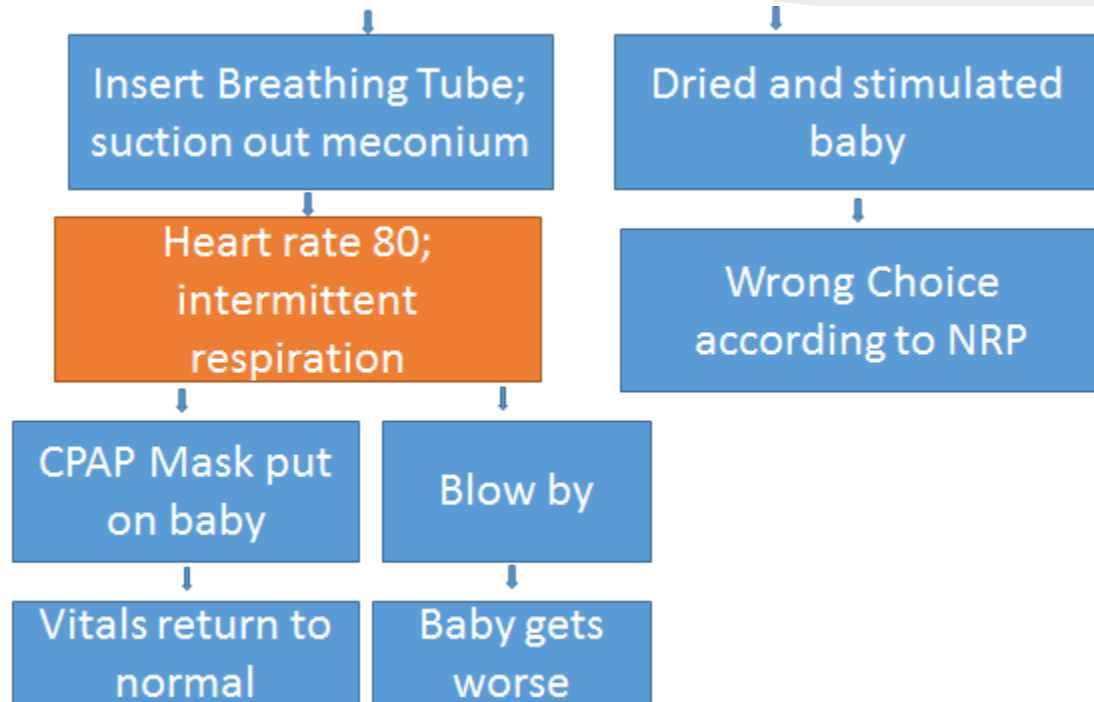 Insert Breathing Tube;
suction out meconium
Dried and stimulated
baby
Heart rate 80;
intermittent
respiration
Wrong Choice
according to NRP
CPAP Mask put
on baby
Blow by
Vitals return to
normal
Baby gets
worse